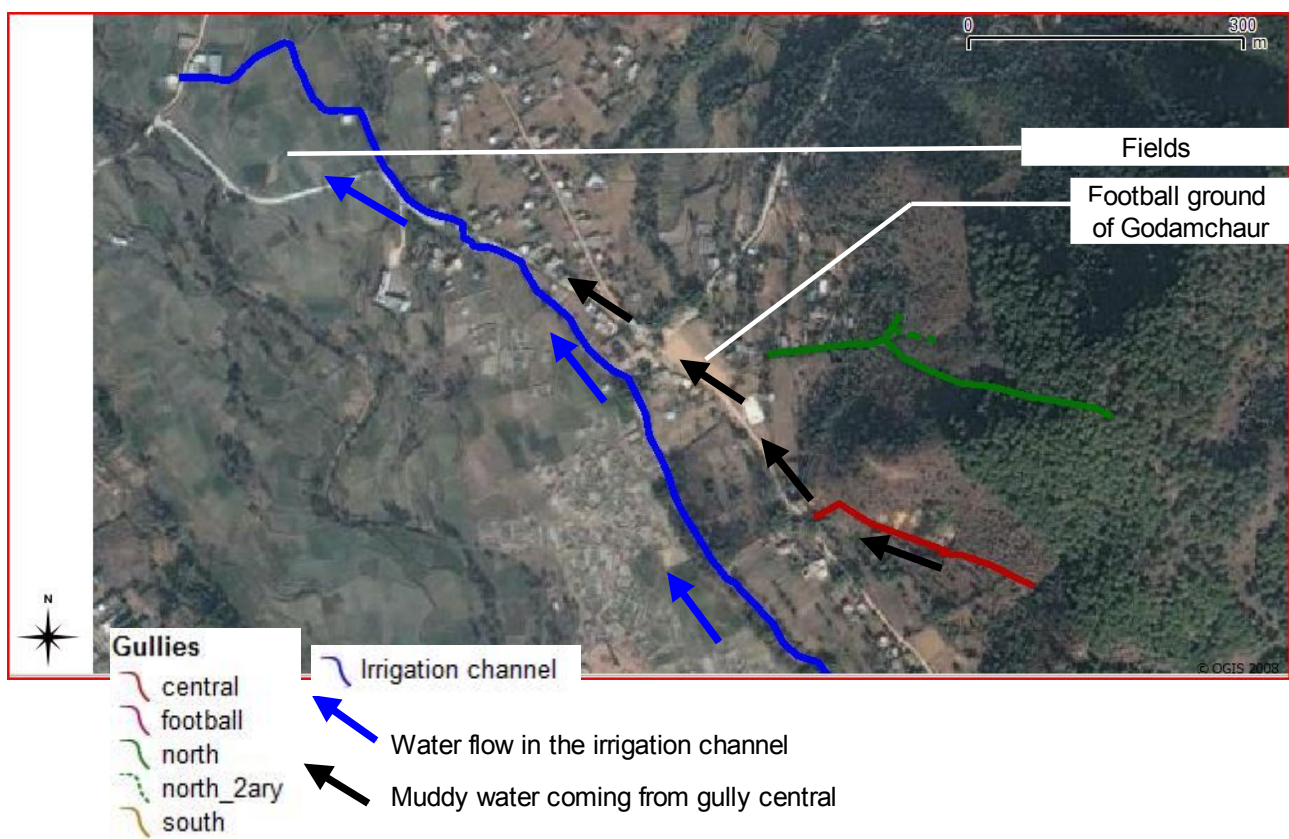 0 300
m
Fields
Football ground
of Godamchaur
N
© OGIS 2008
Gullies
central
football
north
north_2ary
south
Irrigation channel
Water flow in the irrigation channel
Muddy water coming from gully central